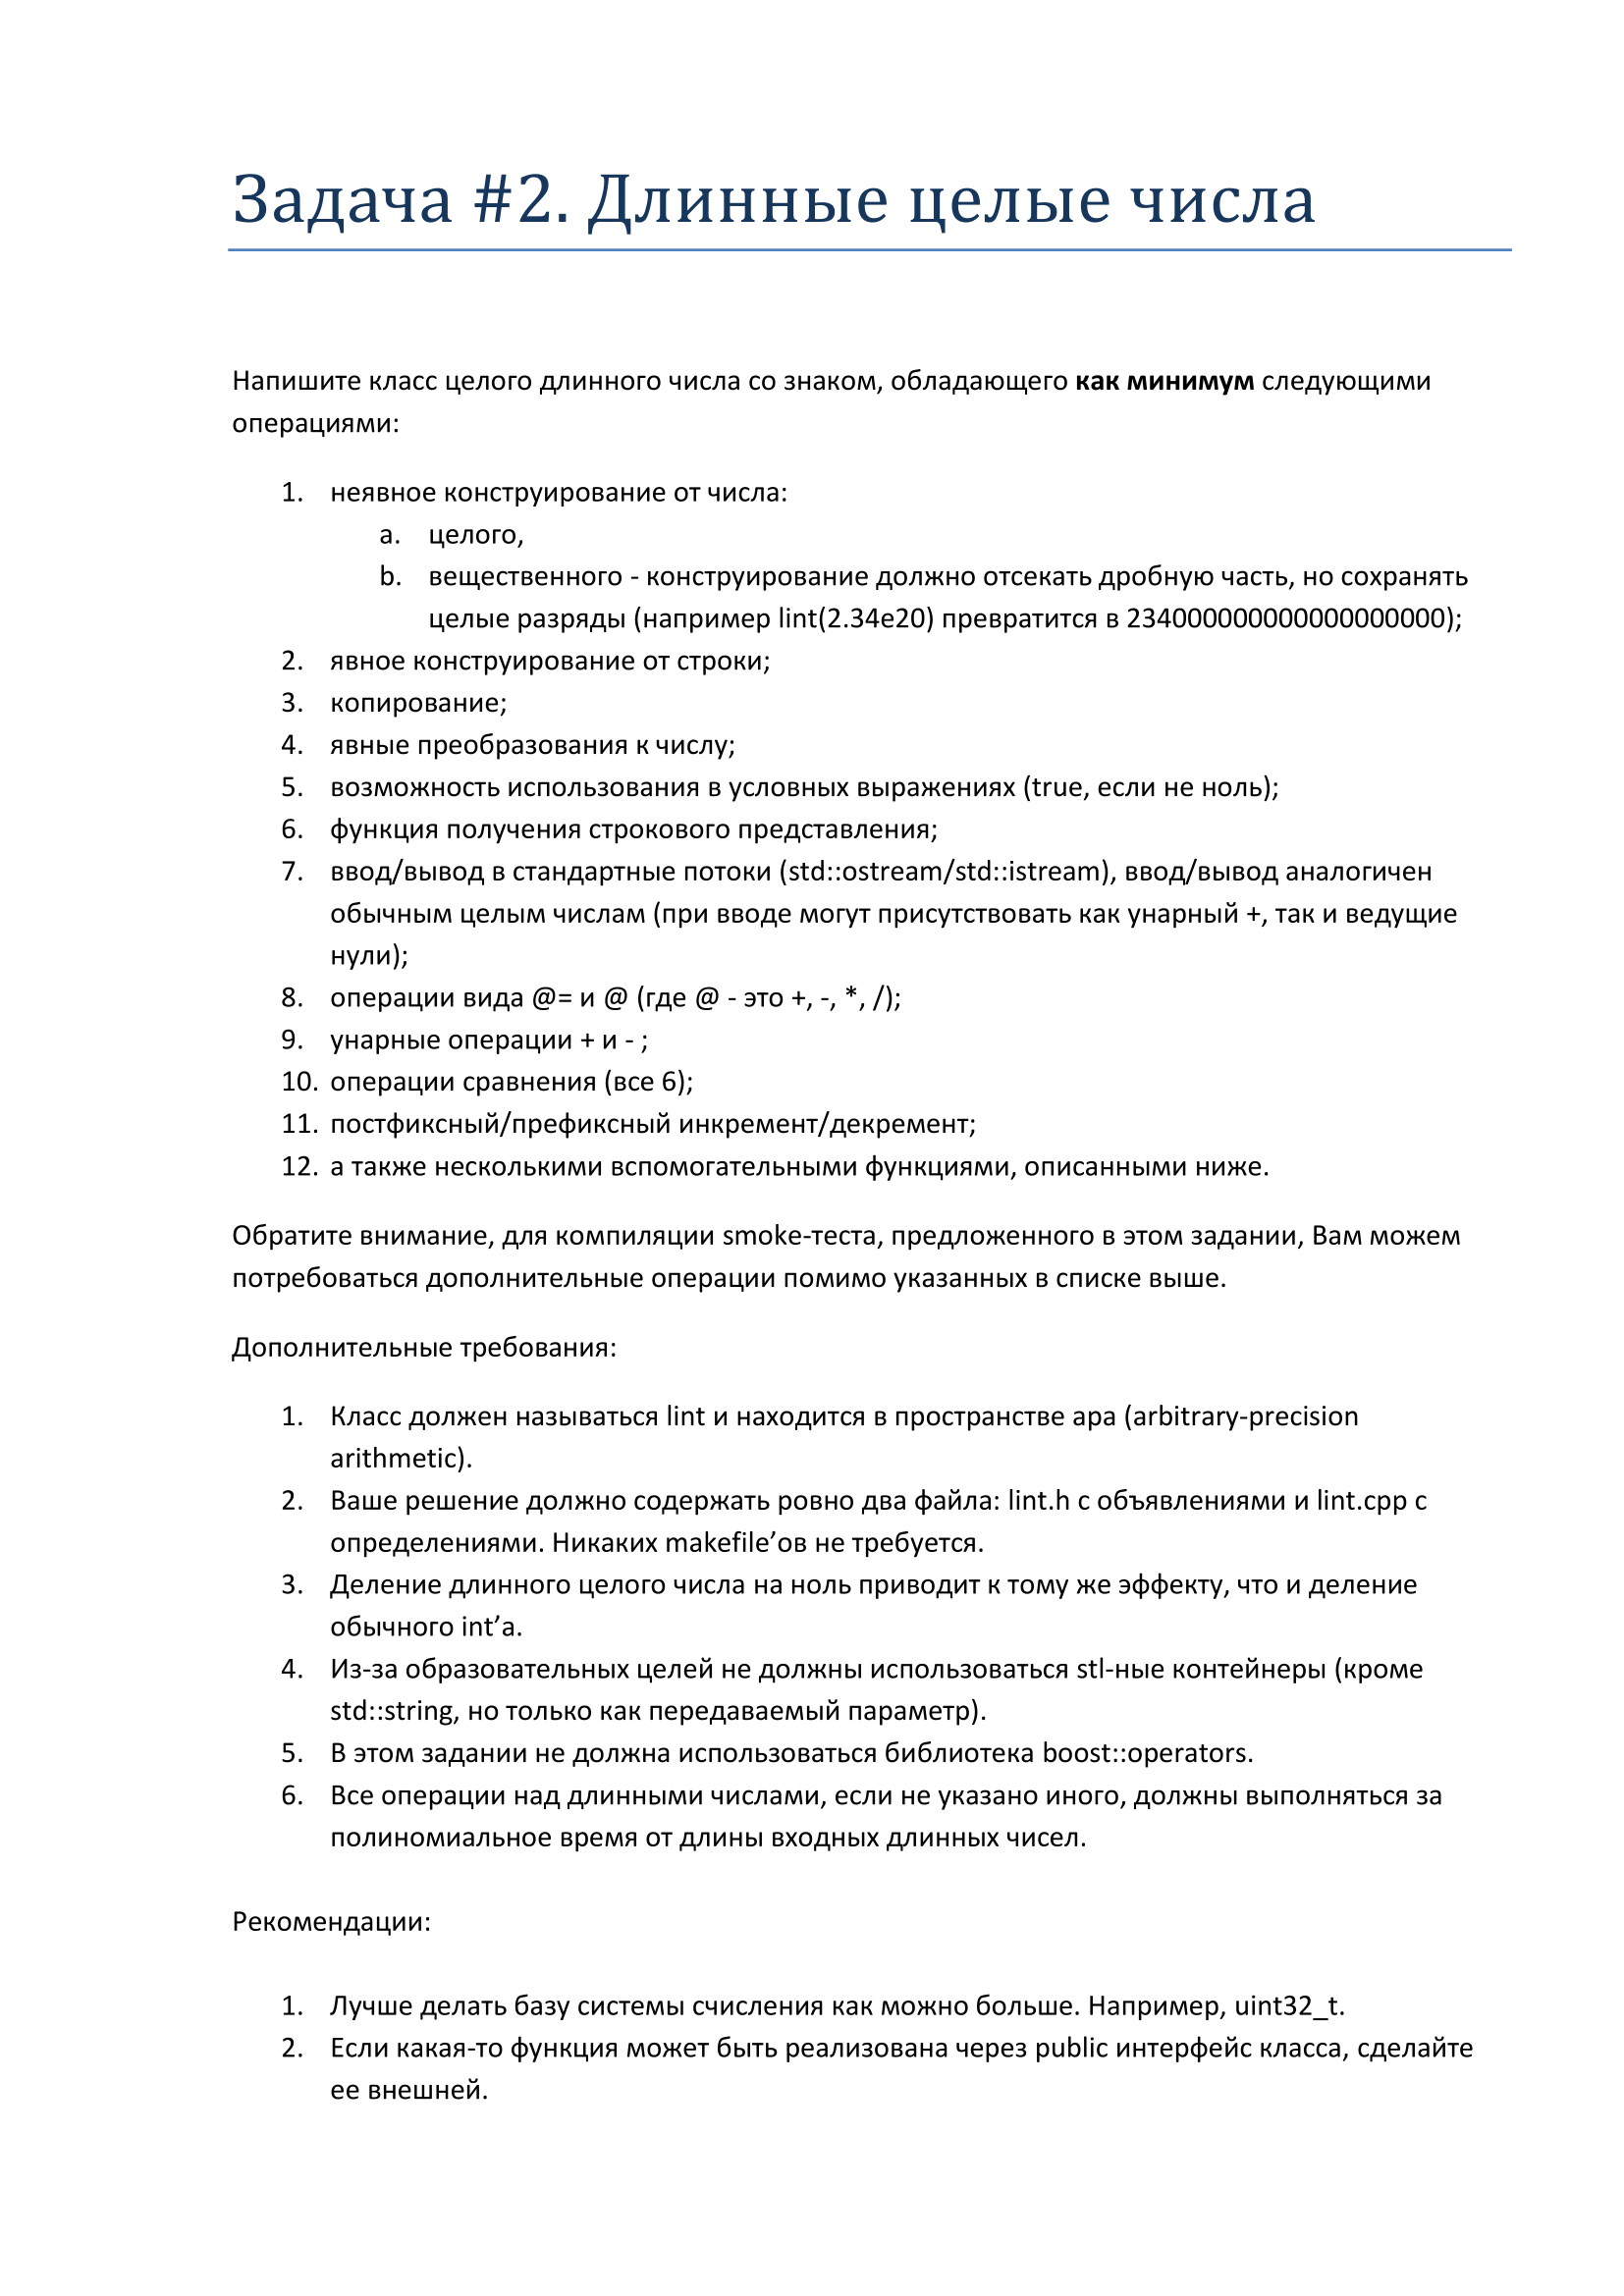 Задача #2. Длинные целые числа
Напишите класс целого длинного числа со знаком, обладающего как минимум следующими
операциями:
1. неявное конструирование от числа:
a. целого,
b. вещественного - конструирование должно отсекать дробную часть, но сохранять
целые разряды (например lint(2.34e20) превратится в 234000000000000000000);
2. явное конструирование от строки;
3. копирование;
4. явные преобразования к числу;
5. возможность использования в условных выражениях (true, если не ноль);
6. функция получения строкового представления;
7. ввод/вывод в стандартные потоки (std::ostream/std::istream), ввод/вывод аналогичен
обычным целым числам (при вводе могут присутствовать как унарный +, так и ведущие
нули);
8. операции вида @= и @ (где @ - это +, -, *, /);
9. унарные операции + и - ;
10. операции сравнения (все 6);
11. постфиксный/префиксный инкремент/декремент;
12. а также несколькими вспомогательными функциями, описанными ниже.
Обратите внимание, для компиляции smoke-теста, предложенного в этом задании, Вам можем
потребоваться дополнительные операции помимо указанных в списке выше.
Дополнительные требования:
1. Класс должен называться lint и находится в пространстве apa (arbitrary-precision
arithmetic).
2. Ваше решение должно содержать ровно два файла: lint.h с объявлениями и lint.cpp с
определениями. Никаких makefile’ов не требуется.
3. Деление длинного целого числа на ноль приводит к тому же эффекту, что и деление
обычного int’а.
4. Из-за образовательных целей не должны использоваться stl-ные контейнеры (кроме
std::string, но только как передаваемый параметр).
5. В этом задании не должна использоваться библиотека boost::operators.
6. Все операции над длинными числами, если не указано иного, должны выполняться за
полиномиальное время от длины входных длинных чисел.
Рекомендации:
1. Лучше делать базу системы счисления как можно больше. Например, uint32_t.
2. Если какая-то функция может быть реализована через public интерфейс класса, сделайте
ее внешней.